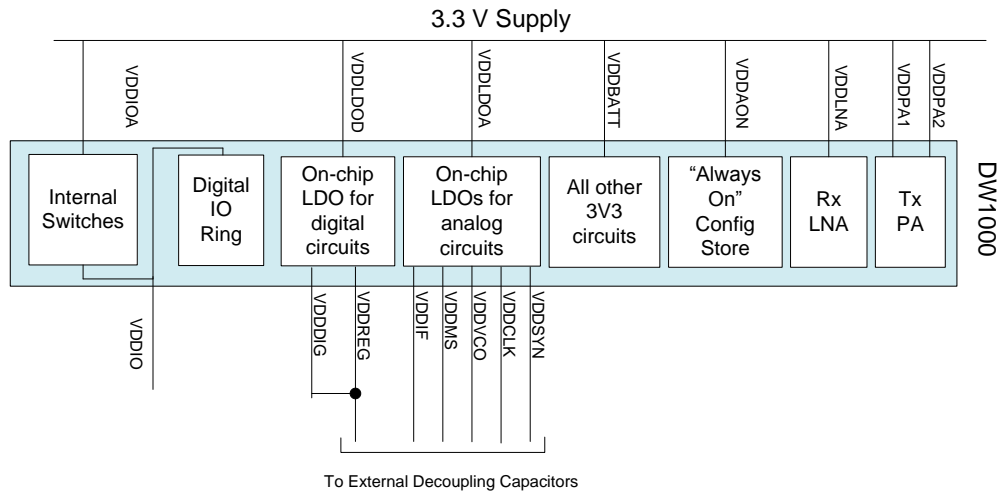 3.3 V Supply
VDDIOA
VDDLDOD
VDDLDOA
VDDBATT
VDDAON
VDDLNA
VDDPA1
VDDPA2
Internal
Switches
Digital
IO
Ring
On-chip
LDO for
digital
circuits
On-chip
LDOs for
analog
circuits
All other
3V3
circuits
“Always
On”
Config
Store
Rx
LNA
Tx
PA
DW1000
VDDIO
VDDDIG
VDDREG
VDDIF
VDDMS
VDDVCO
VDDCLK
VDDSYN
To External Decoupling Capacitors